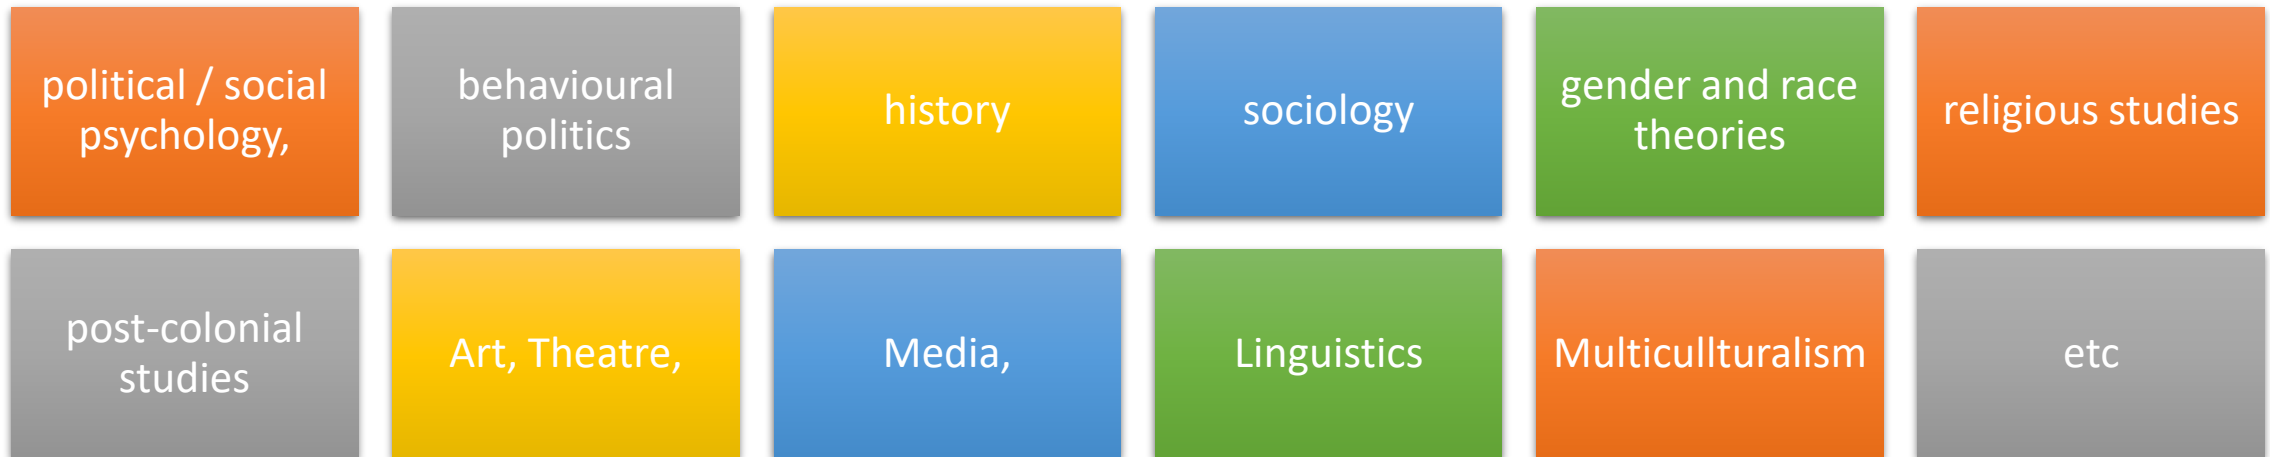 political / social
psychology,
behavioural
politics
history
sociology
gender and race
theories
religious studies
post-colonial
studies
Art, Theatre,
Media,
Linguistics
Multicullturalism
etc